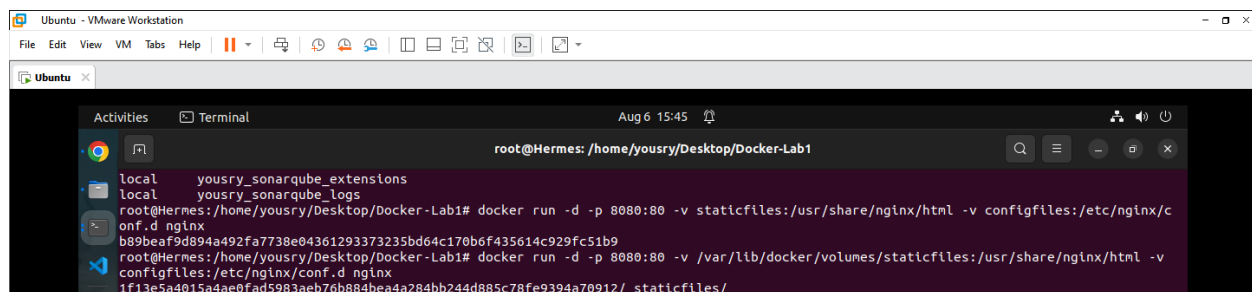 Ubuntu - VMware Workstation
File Edit View VM Tabs Help
Ubuntu
Activities Terminal Aug 6 15:45
root@Hermes: /home/yousry/Desktop/Docker-Lab1
local yousry_sonarqube_extensions
local yousry_sonarqube_logs
root@Hermes:/home/yousry/Desktop/Docker-Lab1# docker run -d -p 8080:80 -v staticfiles:/usr/share/nginx/html -v configfiles:/etc/nginx/c
onf.d nginx
b89beaf9d894a492fa7738e04361293373235bd64c170b6f435614c929fc51b9
root@Hermes:/home/yousry/Desktop/Docker-Lab1# docker run -d -p 8080:80 -v /var/lib/docker/volumes/staticfiles:/usr/share/nginx/html -v
configfiles:/etc/nginx/conf.d nginx
1f13e5a4015a4ae0fad5983aeb76b884bea4a284bb244d885c78fe9394a70912/ staticfiles/